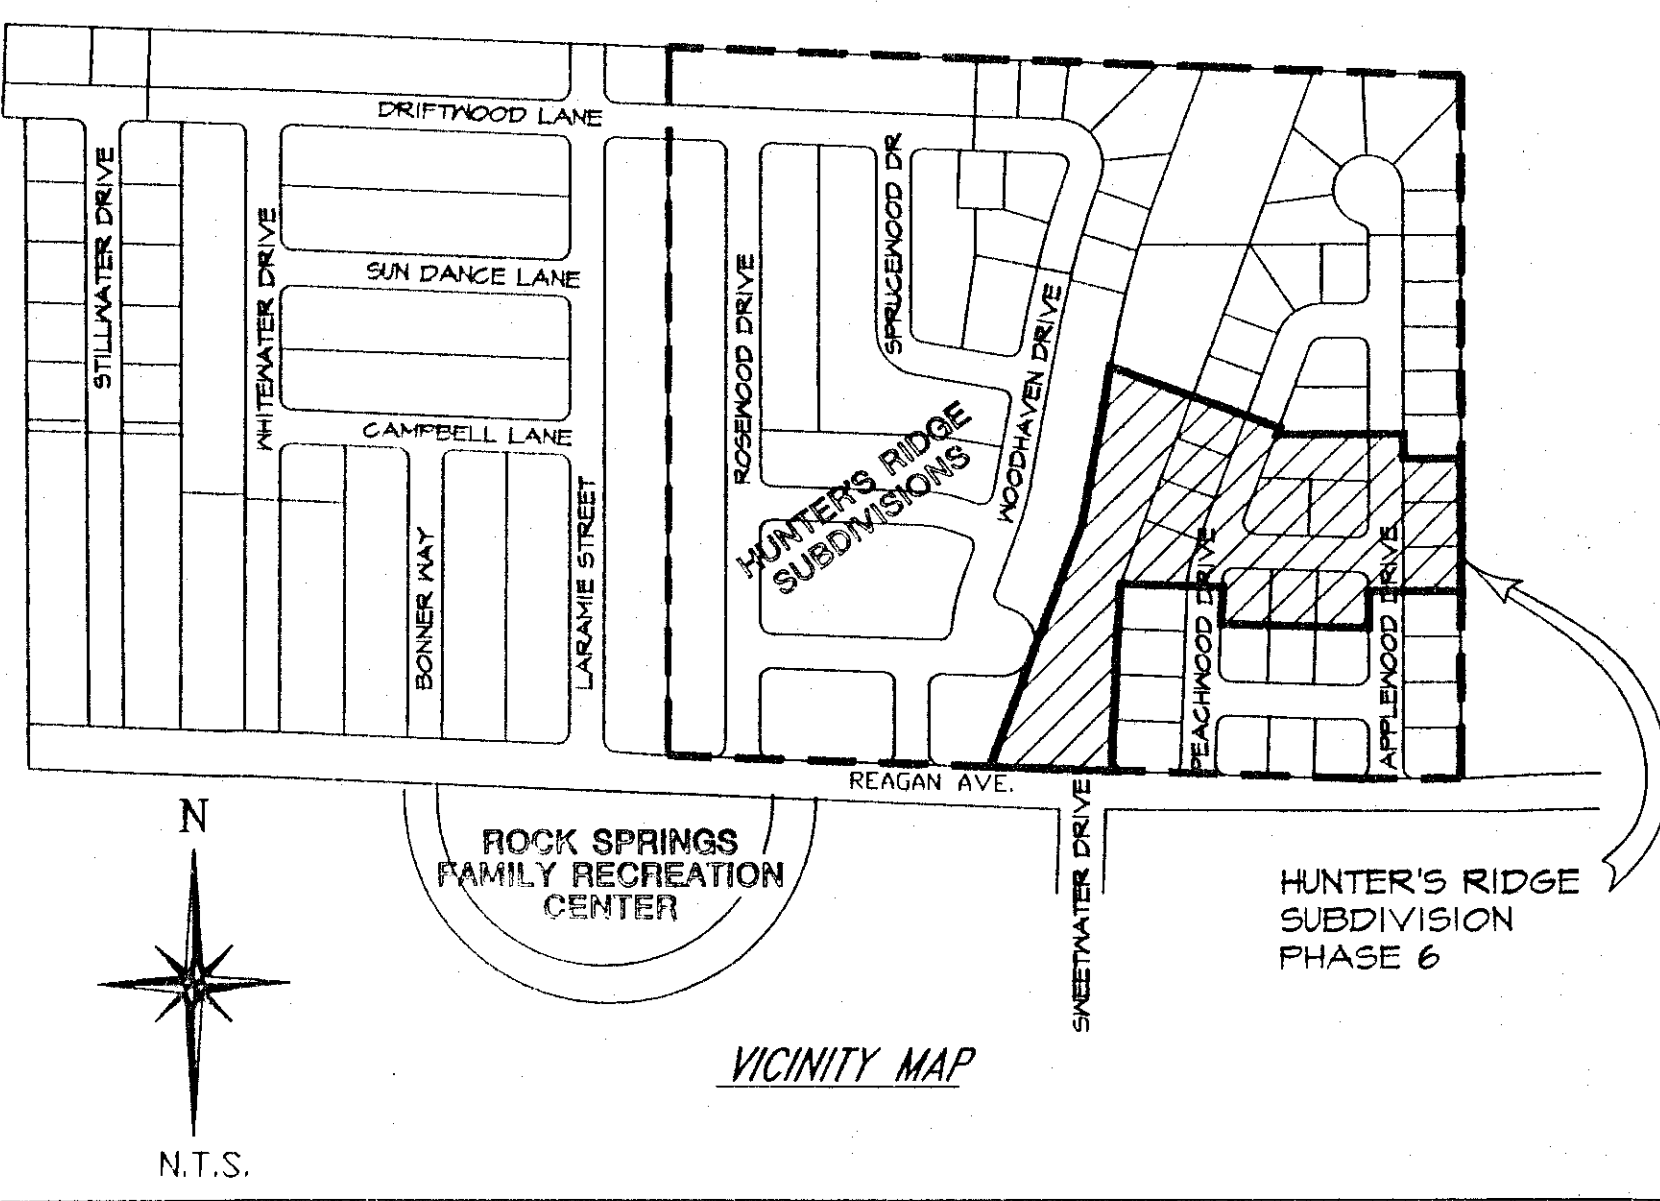 DRIFTWOOD LANE
STILLWATER DRIVE
WHITEWATER DRIVE
SUN DANCE LANE
CAMPBELL LANE
BONNER WAY
LARAMIE STREET
ROSEWOOD DRIVE
SPRUCEWOOD DR
WOODHAVEN DRIVE
HUNTER'S RIDGE
SUBDIVISIONS
PEACHWOOD DRIVE
APPLEWOOD DRIVE
REAGAN AVE.
SWEETWATER DRIVE
ROCK SPRINGS
FAMILY RECREATION
CENTER
HUNTER'S RIDGE
SUBDIVISION
PHASE 6
N
N.T.S.
VICINITY MAP